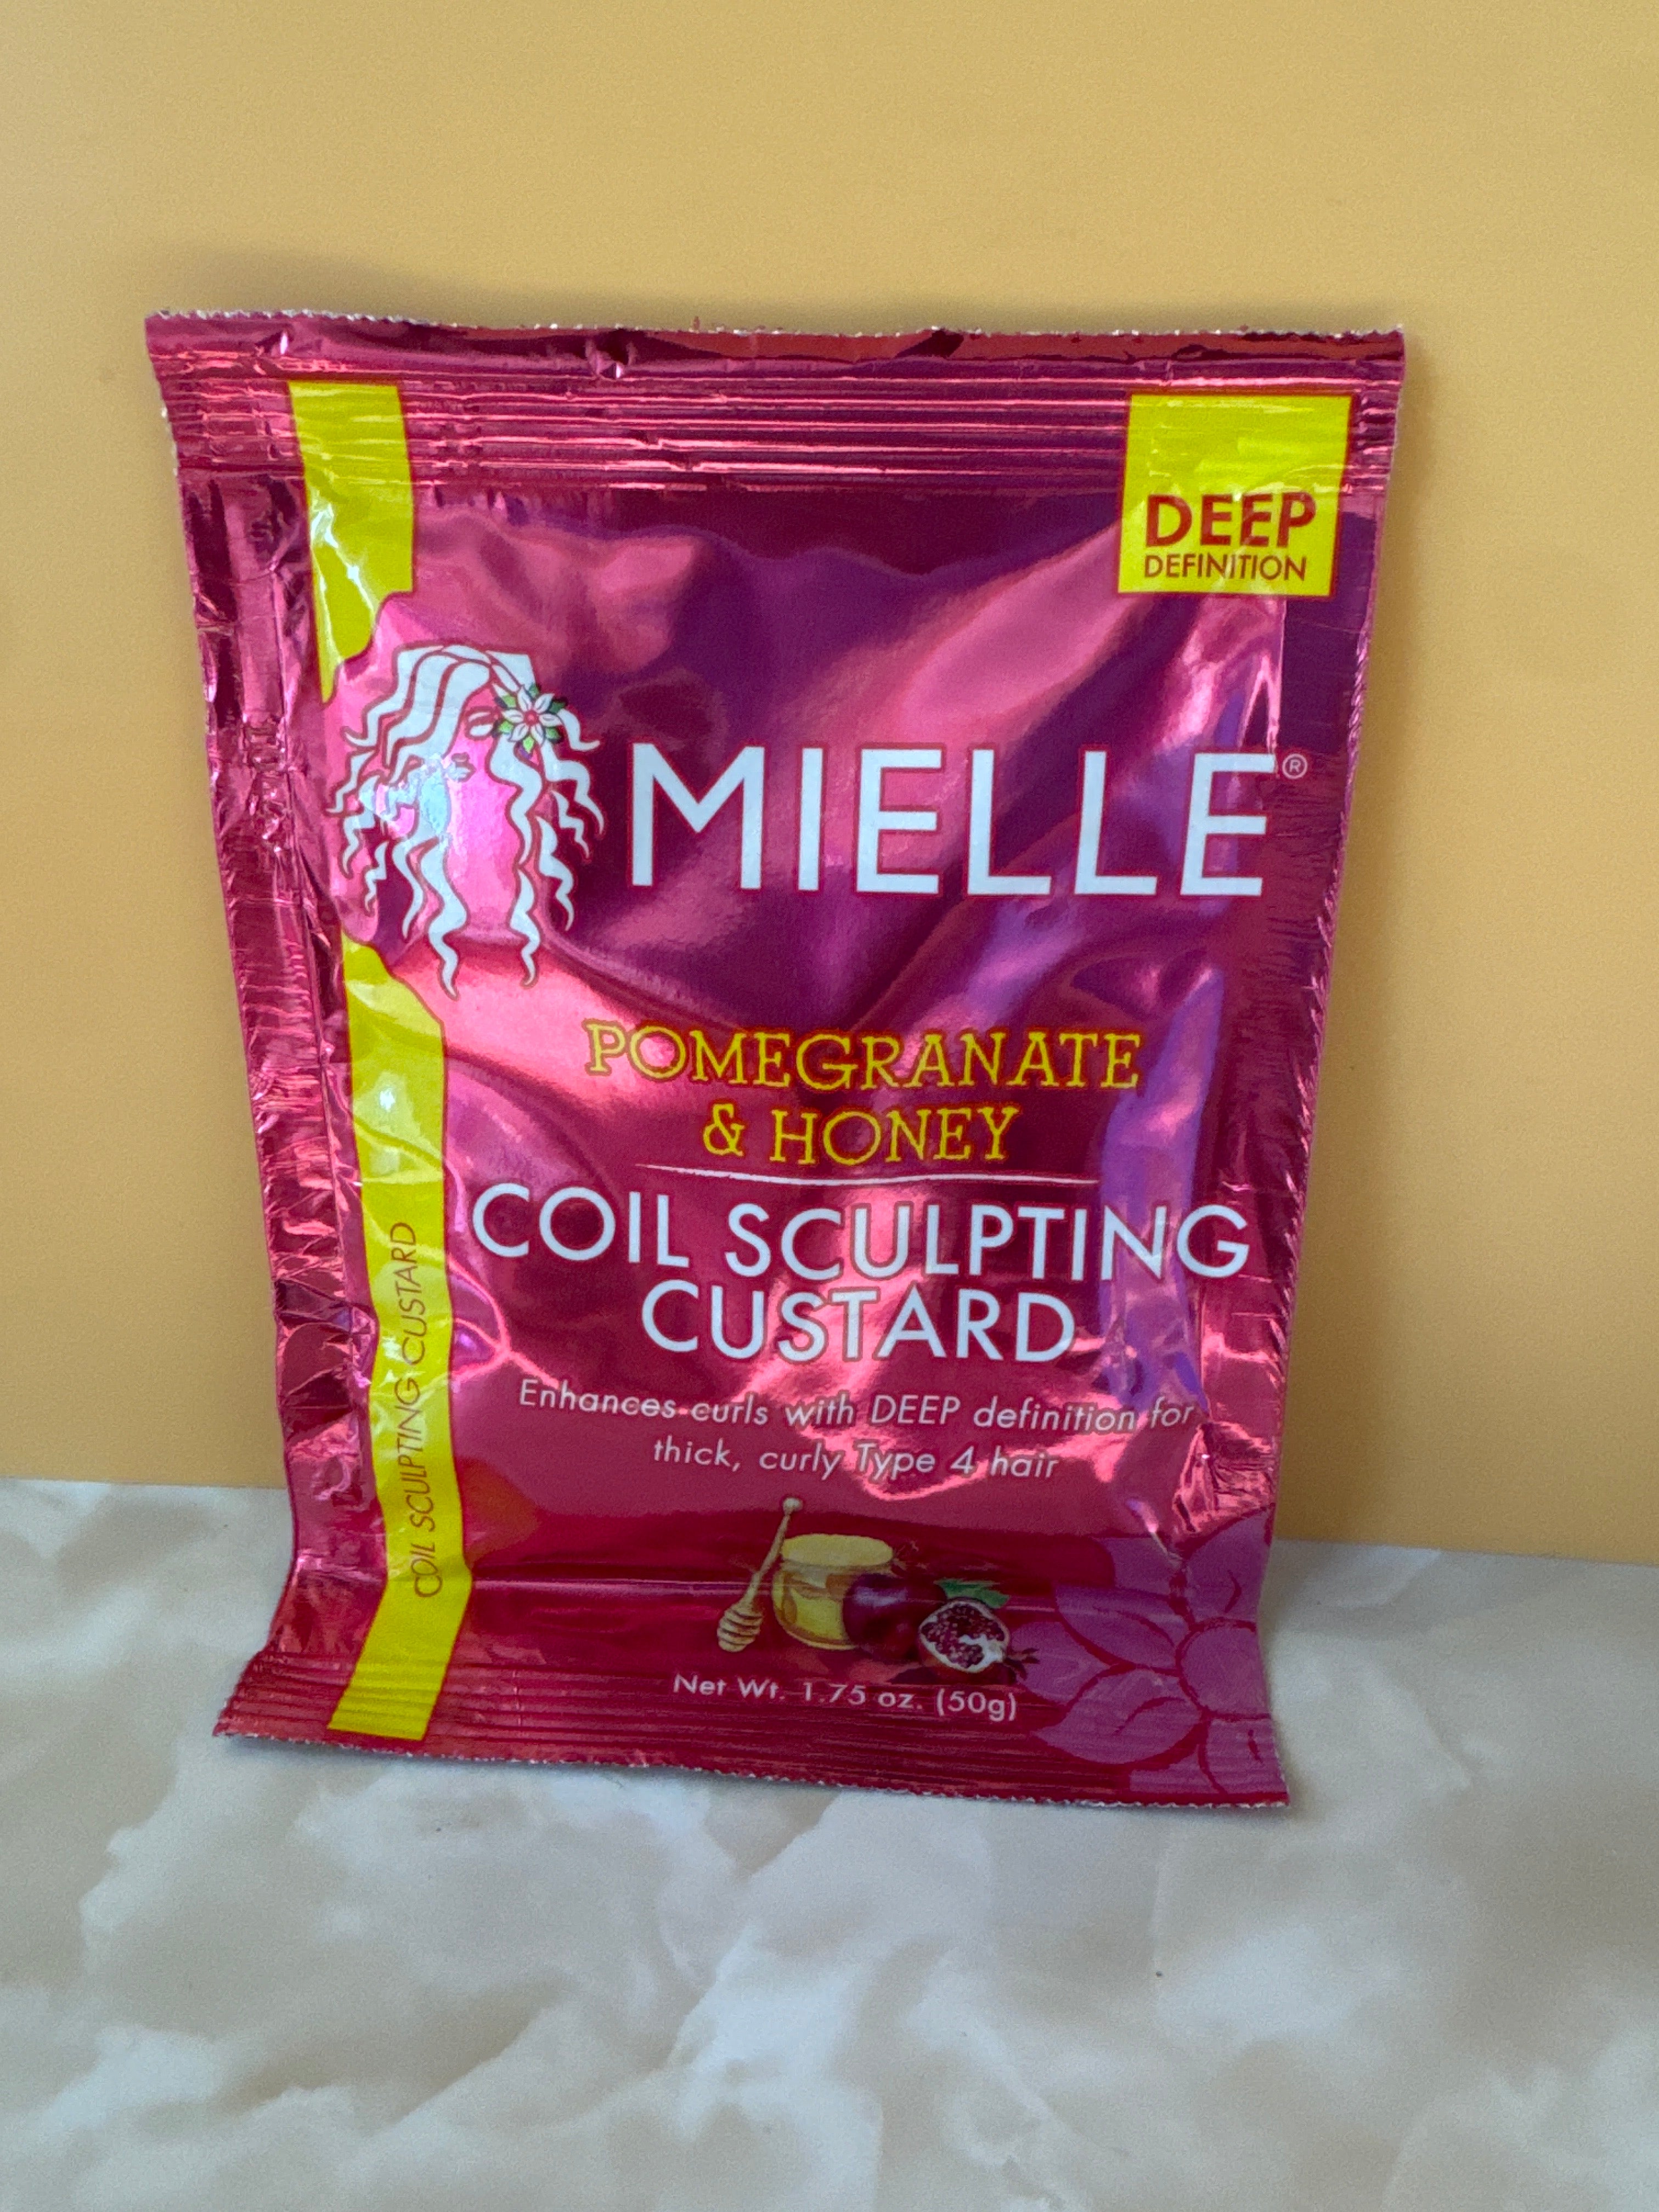 DEEP
DEFINITION
MIELLE®
POMEGRANATE
& HONEY
COIL SCULPTING
CUSTARD
Enhances curls with DEEP definition for
thick, curly Type 4 hair
Net Wt. 1.75 oz. (50g)
COIL SCULPTING CUSTARD